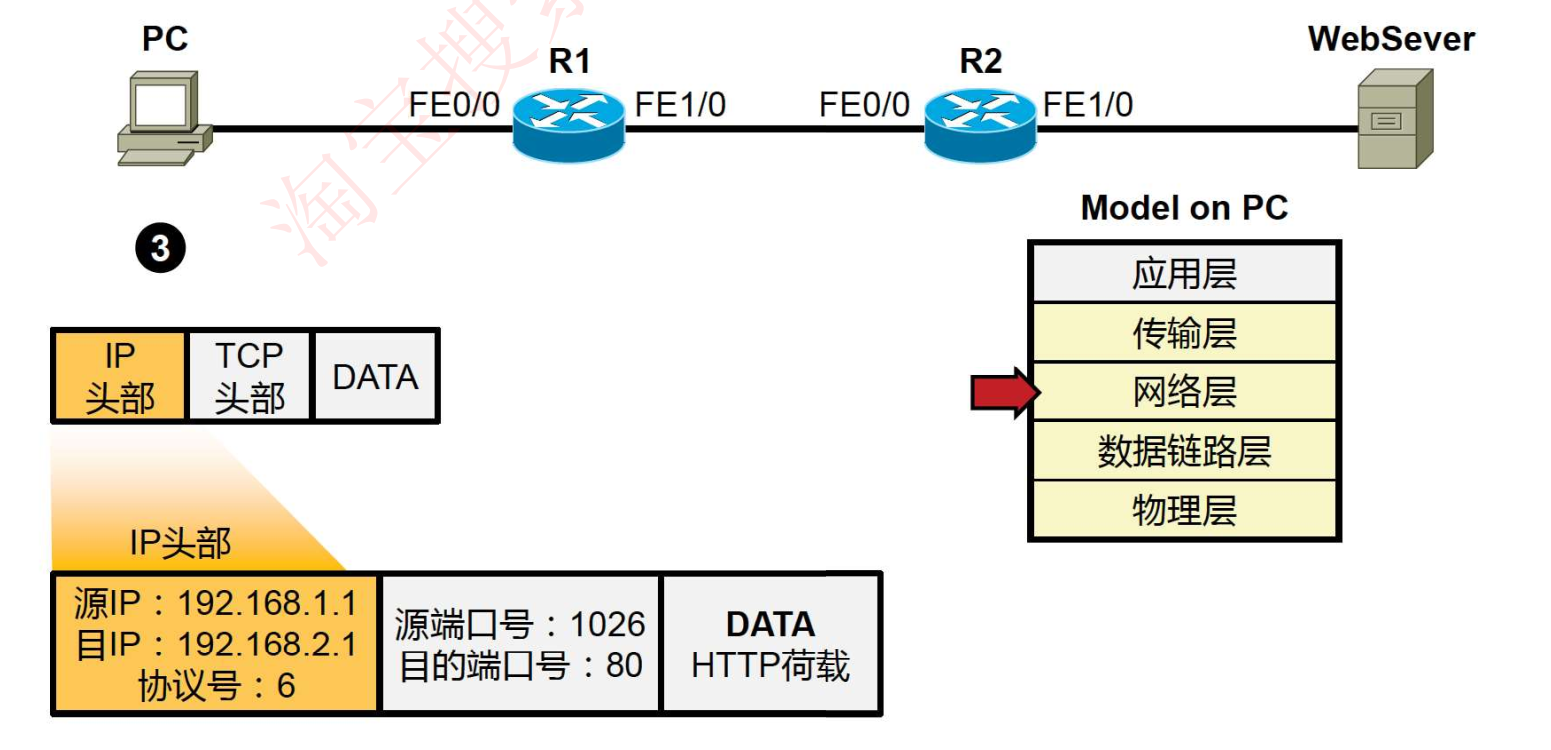 PC
R1
R2
WebSever
FE0/0
FE1/0
FE0/0
FE1/0
淘宝搜索
3
Model on PC
应用层
传输层
网络层
数据链路层
物理层
IP
头部
TCP
头部
DATA
IP头部
源IP：192.168.1.1
目IP：192.168.2.1
协议号：6
源端口号：1026
目的端口号：80
DATA
HTTP荷载